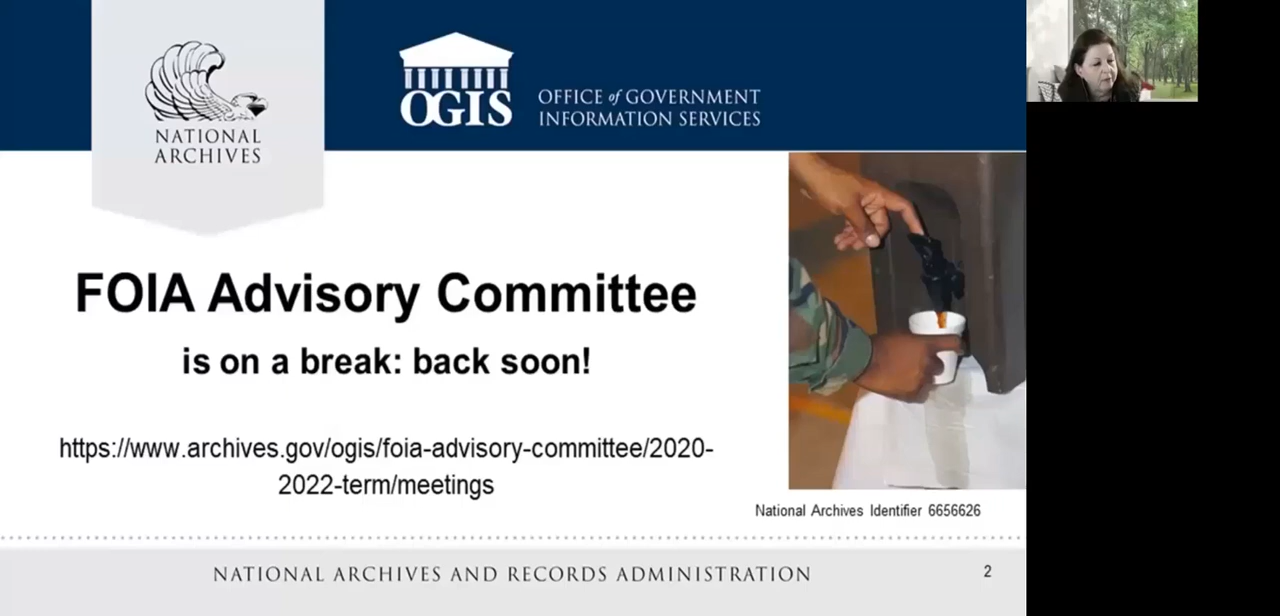 NATIONAL
ARCHIVES
OGIS
OFFICE of GOVERNMENT
INFORMATION SERVICES
FOIA Advisory Committee
is on a break: back soon!
https://www.archives.gov/ogis/foia-advisory-committee/2020-
2022-term/meetings
National Archives Identifier 6656626
NATIONAL ARCHIVES AND RECORDS ADMINISTRATION
2